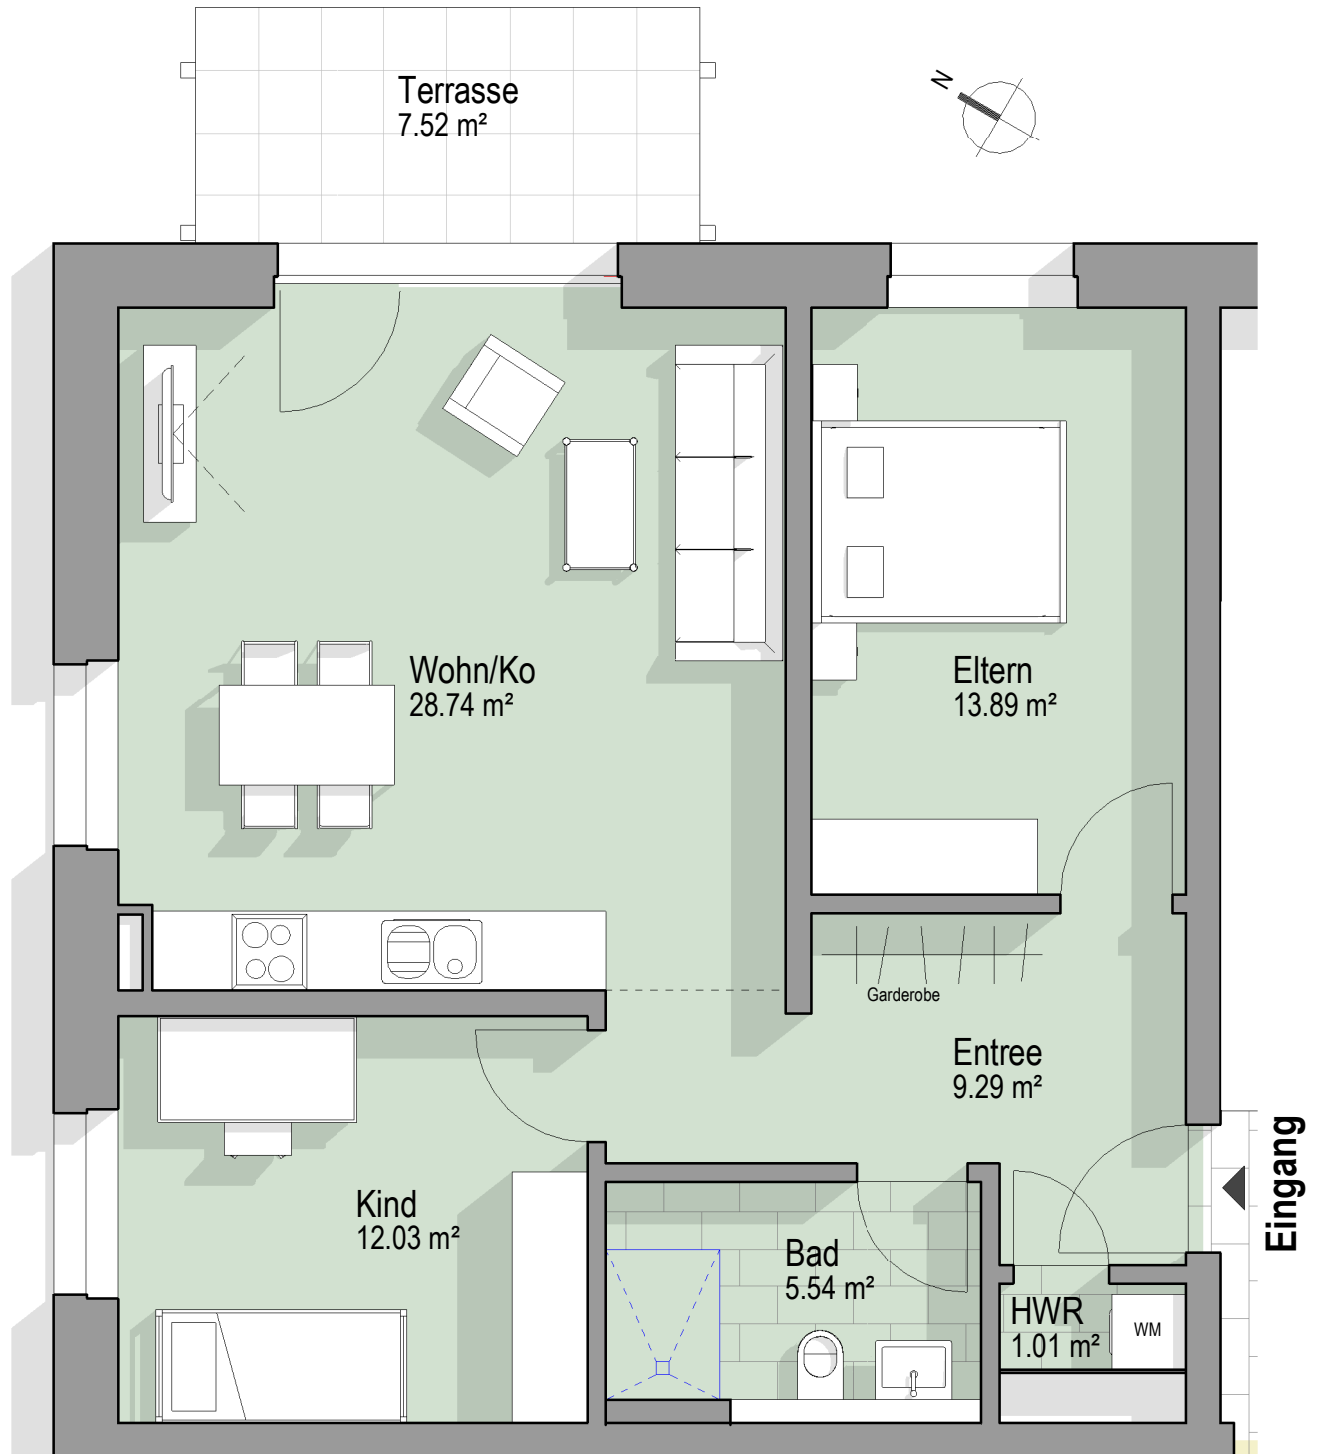 Terrasse
7.52 m²
N
Wohn/Ko
28.74 m²
Eltern
13.89 m²
Garderobe
Entree
9.29 m²
Eingang
Kind
12.03 m²
Bad
5.54 m²
HWR
1.01 m²
WM